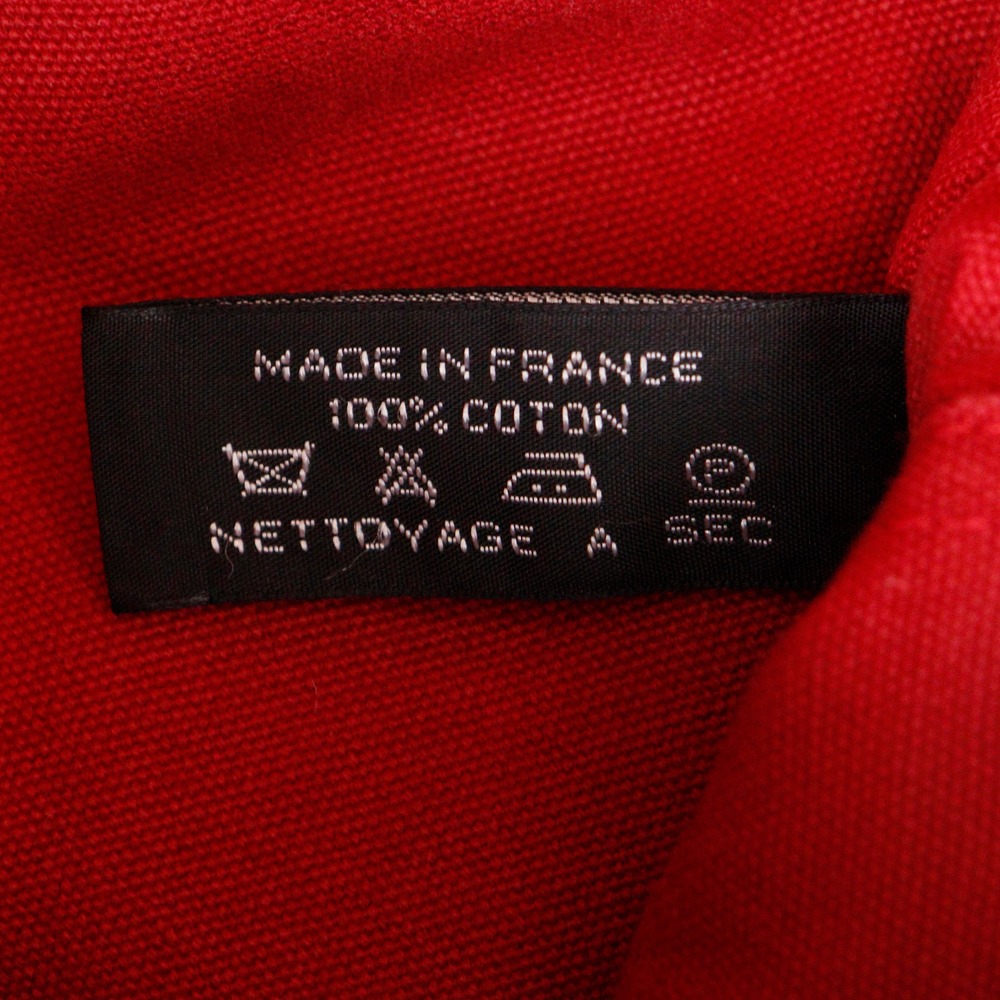 MADE IN FRANCE
100% COTON
P
NETTOYAGE A SEC